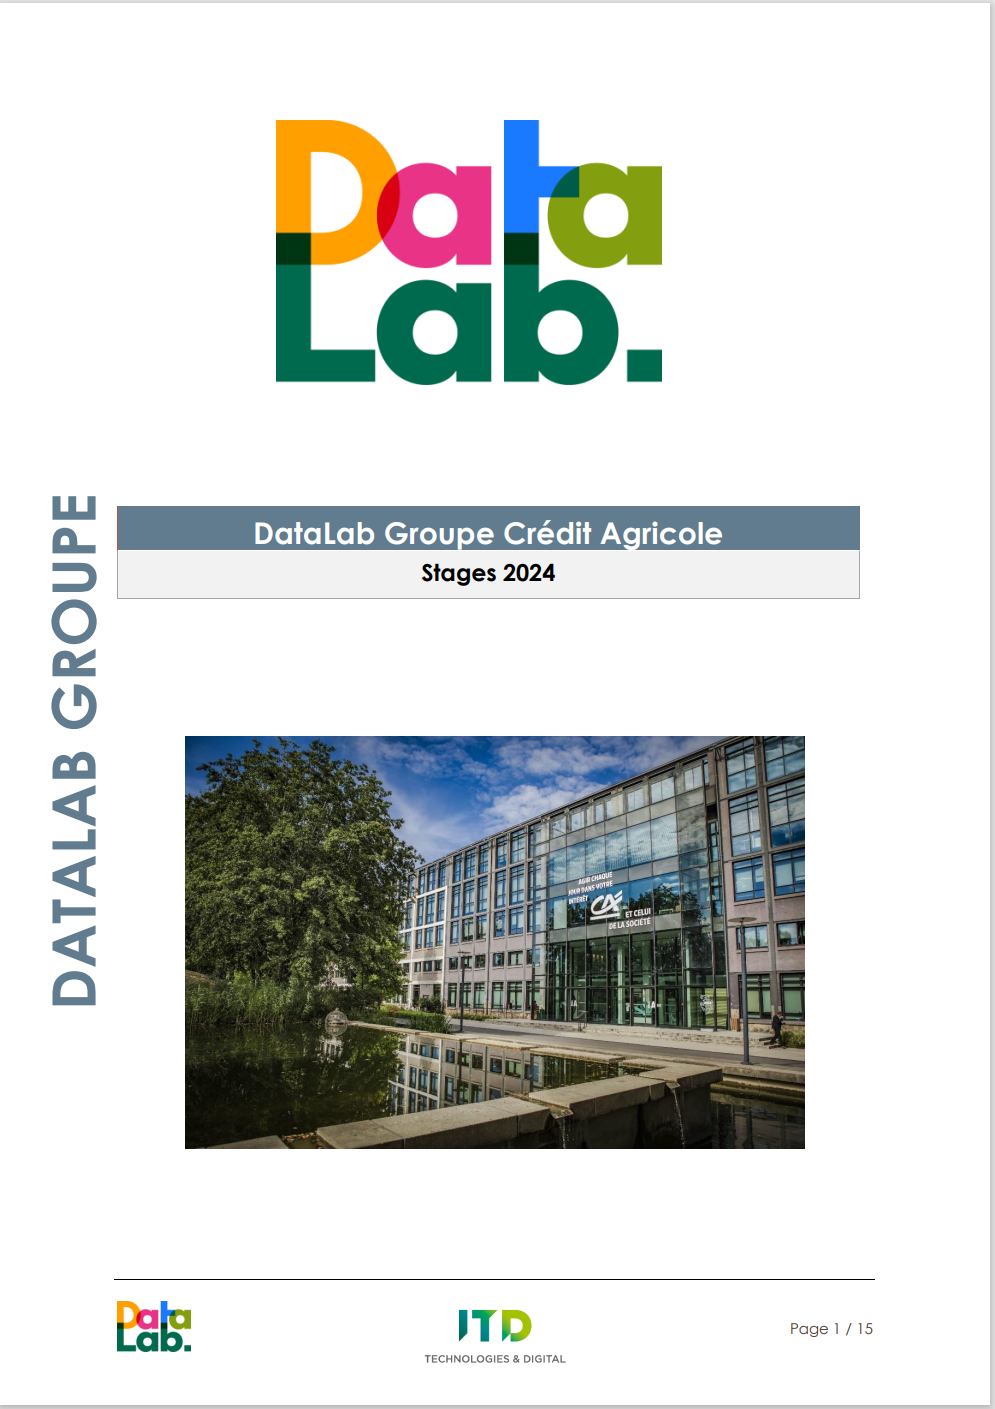 Data
Lab.
DATALAB GROUPE
DataLab Groupe Crédit Agricole
Stages 2024
AGIR CHAQUE
JOUR DANS VOTRE
INTÉRÊT
CA
ET CELUI
DE LA SOCIÉTÉ
Data
Lab.
ITD
TECHNOLOGIES & DIGITAL
Page 1 / 15